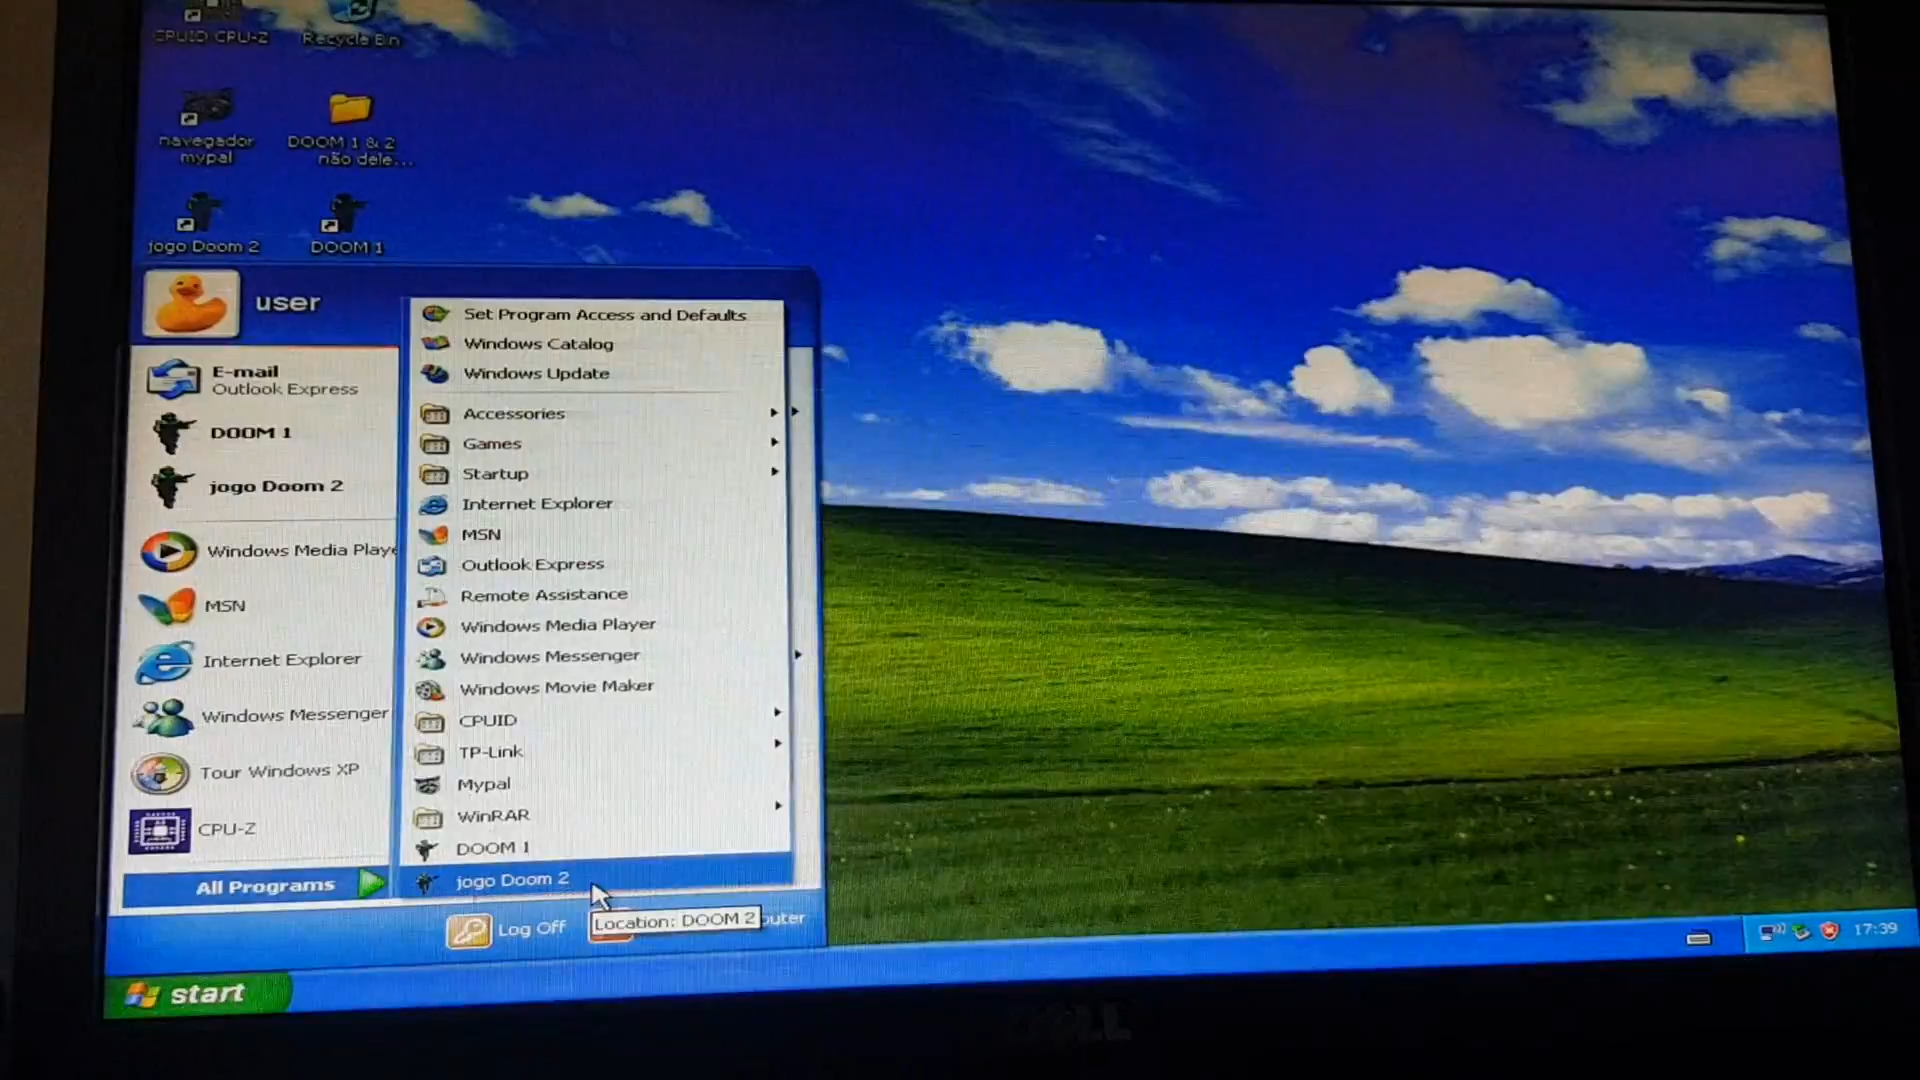 CPUID CPU-Z
Recycle Bin
navegador
mypal
DOOM 1 & 2
não dele...
jogo Doom 2
DOOM 1
user
E-mail
Outlook Express
DOOM 1
jogo Doom 2
Windows Media Playe
MSN
Internet Explorer
Windows Messenger
Tour Windows XP
CPU-Z
All Programs
Set Program Access and Defaults
Windows Catalog
Windows Update
Accessories
Games
Startup
Internet Explorer
MSN
Outlook Express
Remote Assistance
Windows Media Player
Windows Messenger
Windows Movie Maker
CPUID
TP-Link
Mypal
WinRAR
DOOM 1
jogo Doom 2
Location: DOOM 2
Log Off
outer
start
17:39
DELL